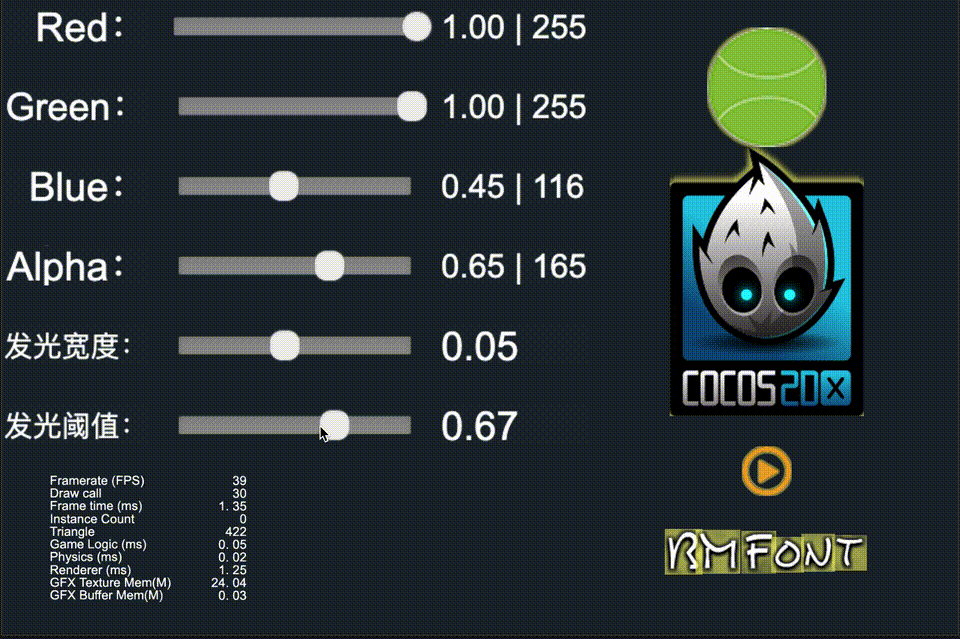 Red： 1.00 | 255
Green： 1.00 | 255
Blue： 0.45 | 116
Alpha： 0.65 | 165
发光宽度： 0.05
发光阈值： 0.67
Framerate (FPS) 39
Draw call 30
Frame time (ms) 1. 35
Instance Count 0
Triangle 422
Game Logic (ms) 0. 05
Physics (ms) 0. 02
Renderer (ms) 1. 25
GFX Texture Mem(M) 24. 04
GFX Buffer Mem(M) 0. 03
COCOS2DX
BMFONT